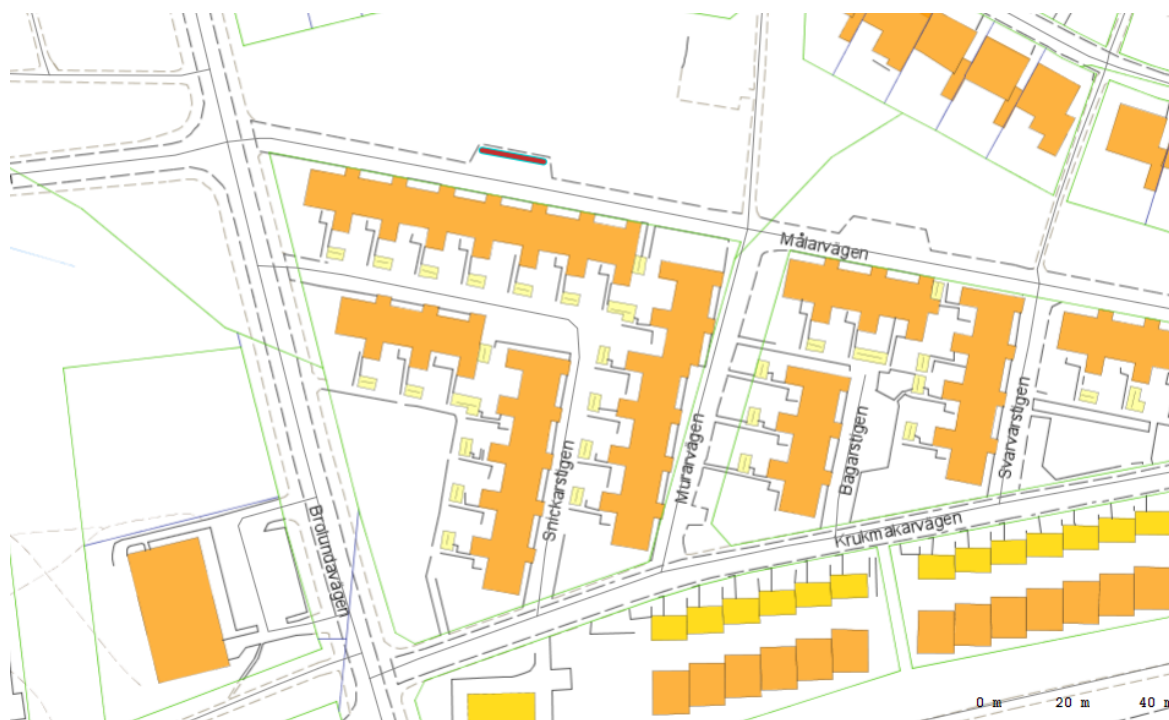 Målarvägen
Murarvägen
Snickarstigen
Bagarstigen
Svarvarstigen
Krukmakarvägen
Brolundavägen
0 m 20 m 40 m